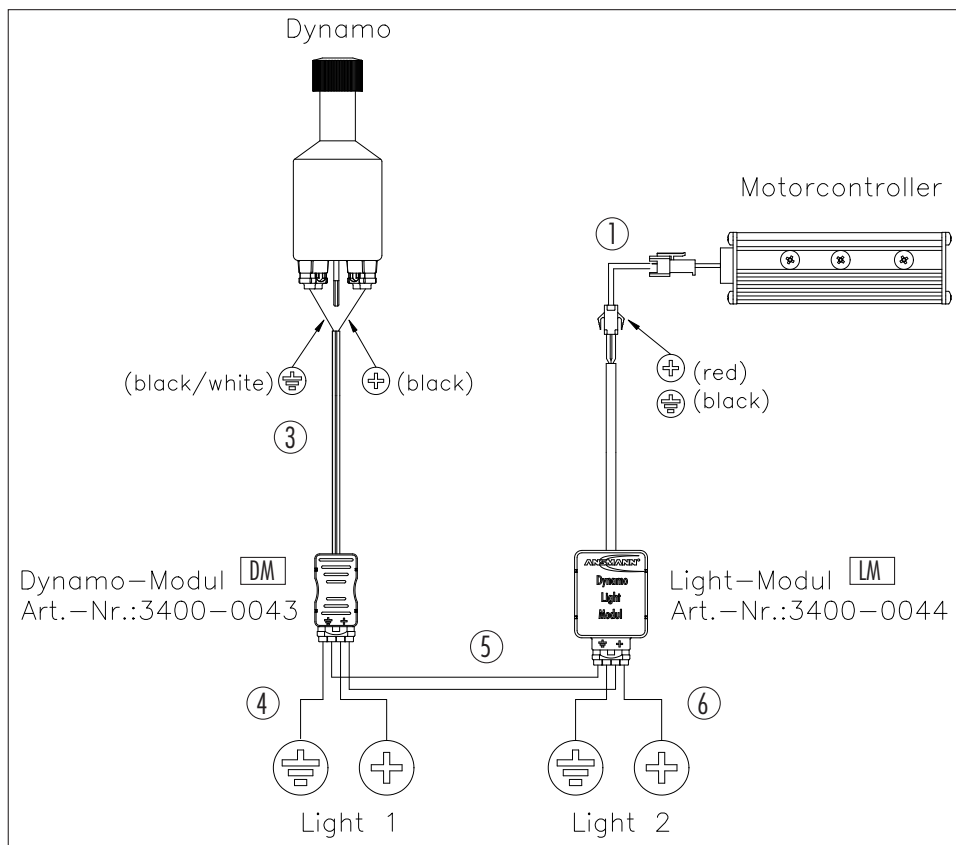 Dynamo
Motorcontroller
1
(black/white)
(black)
(red)
(black)
3
ANSMANN®
Dynamo
Light
Modul
Dynamo-Modul DM
Art.-Nr.:3400-0043
Light-Modul LM
Art.-Nr.:3400-0044
5
4
6
Light 1
Light 2